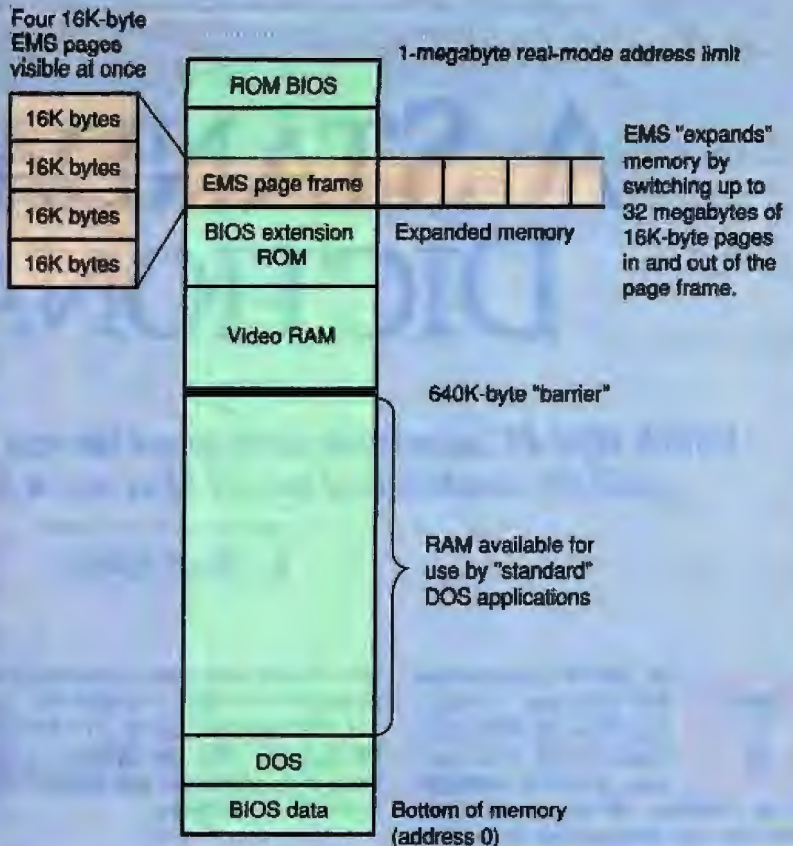 Four 16K-byte
EMS pages
visible at once
1-megabyte real-mode address limit
ROM BIOS
16K bytes
16K bytes
16K bytes
16K bytes
EMS page frame
EMS "expands"
memory by
switching up to
32 megabytes of
16K-byte pages
in and out of the
page frame.
BIOS extension
ROM
Expanded memory
Video RAM
640K-byte "barrier"
RAM available for
use by "standard"
DOS applications
DOS
BIOS data
Bottom of memory
(address 0)